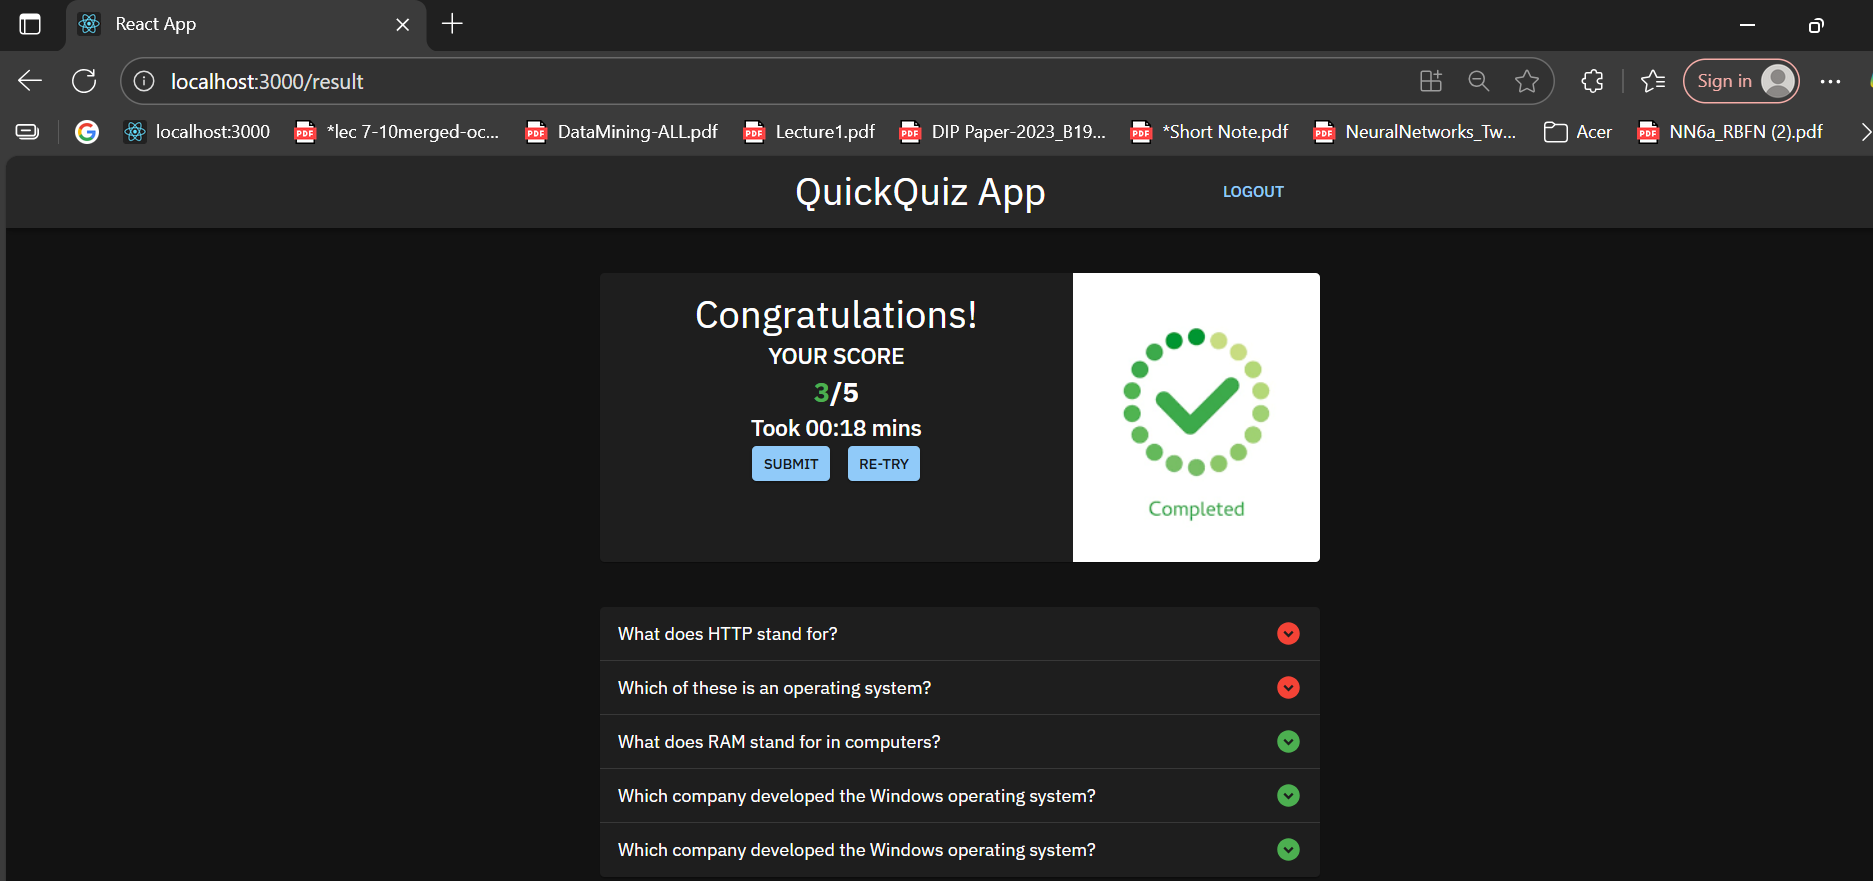 React App
localhost:3000/result
Sign in
localhost:3000
*lec 7-10merged-oc...
DataMining-ALL.pdf
Lecture1.pdf
DIP Paper-2023_B19...
*Short Note.pdf
NeuralNetworks_Tw...
Acer
NN6a_RBFN (2).pdf
QuickQuiz App
LOGOUT
Congratulations!
YOUR SCORE
3/5
Took 00:18 mins
SUBMIT
RE-TRY
Completed
What does HTTP stand for?
Which of these is an operating system?
What does RAM stand for in computers?
Which company developed the Windows operating system?
Which company developed the Windows operating system?